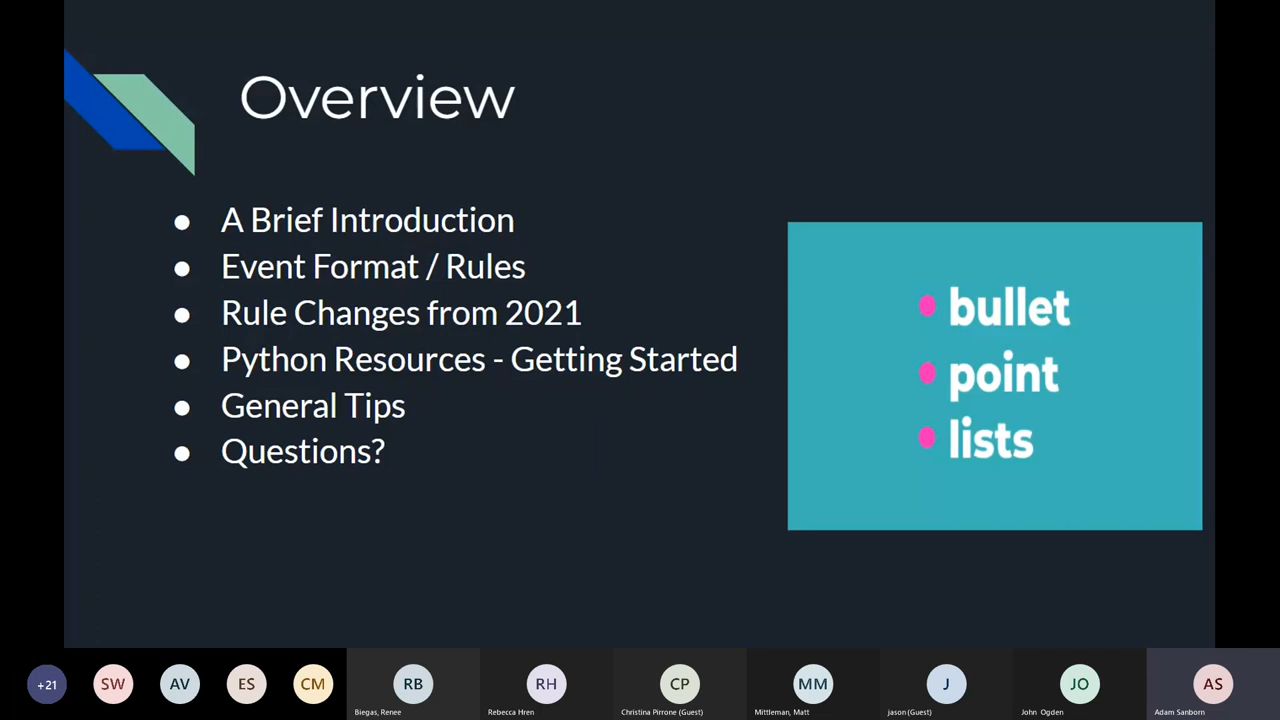 Overview
● A Brief Introduction
● Event Format / Rules
● Rule Changes from 2021
● Python Resources - Getting Started
● General Tips
● Questions?
• bullet
• point
• lists
+21
SW
AV
ES
CM
RB
RH
CP
MM
J
JO
AS
Biegas, Renee
Rebecca Hren
Christina Pirrone (Guest)
Mittleman, Matt
jason (Guest)
John Ogden
Adam Sanborn